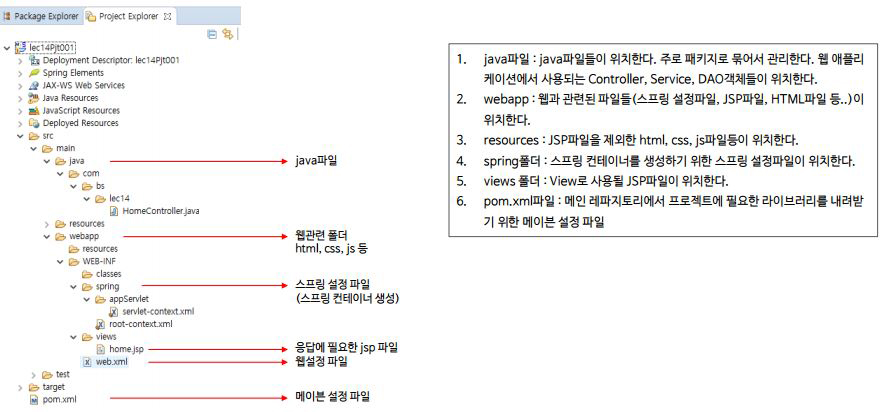 Package Explorer Project Explorer
lec14Pjt001
Deployment Descriptor: lec14Pjt001
Spring Elements
JAX-WS Web Services
Java Resources
JavaScript Resources
Deployed Resources
src
main
java
java파일
com
bs
lec14
HomeController.java
resources
webapp
웹관련 폴더
html, css, js 등
resources
WEB-INF
classes
spring
스프링 설정 파일
(스프링 컨테이너 생성)
appServlet
servlet-context.xml
root-context.xml
views
home.jsp
응답에 필요한 jsp 파일
web.xml
웹설정 파일
test
target
pom.xml
메이븐 설정 파일
1. java파일 : java파일들이 위치한다. 주로 패키지로 묶어서 관리한다. 웹 애플리
케이션에서 사용되는 Controller, Service, DAO객체들이 위치한다.
2. webapp : 웹과 관련된 파일들(스프링 설정파일, JSP파일, HTML파일 등..)이
위치한다.
3. resources : JSP파일을 제외한 html, css, js파일등이 위치한다.
4. spring폴더 : 스프링 컨테이너를 생성하기 위한 스프링 설정파일이 위치한다.
5. views 폴더 : View로 사용될 JSP파일이 위치한다.
6. pom.xml파일 : 메인 레파지토리에서 프로젝트에 필요한 라이브러리를 내려받
기 위한 메이븐 설정 파일